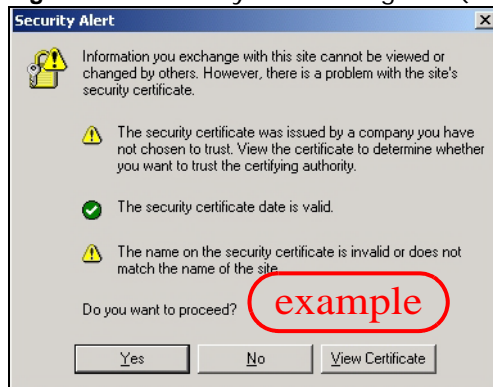 Security Alert
Information you exchange with this site cannot be viewed or
changed by others. However, there is a problem with the site's
security certificate.
The security certificate was issued by a company you have
not chosen to trust. View the certificate to determine whether
you want to trust the certifying authority.
The security certificate date is valid.
The name on the security certificate is invalid or does not
match the name of the site
Do you want to proceed?
example
Yes No View Certificate